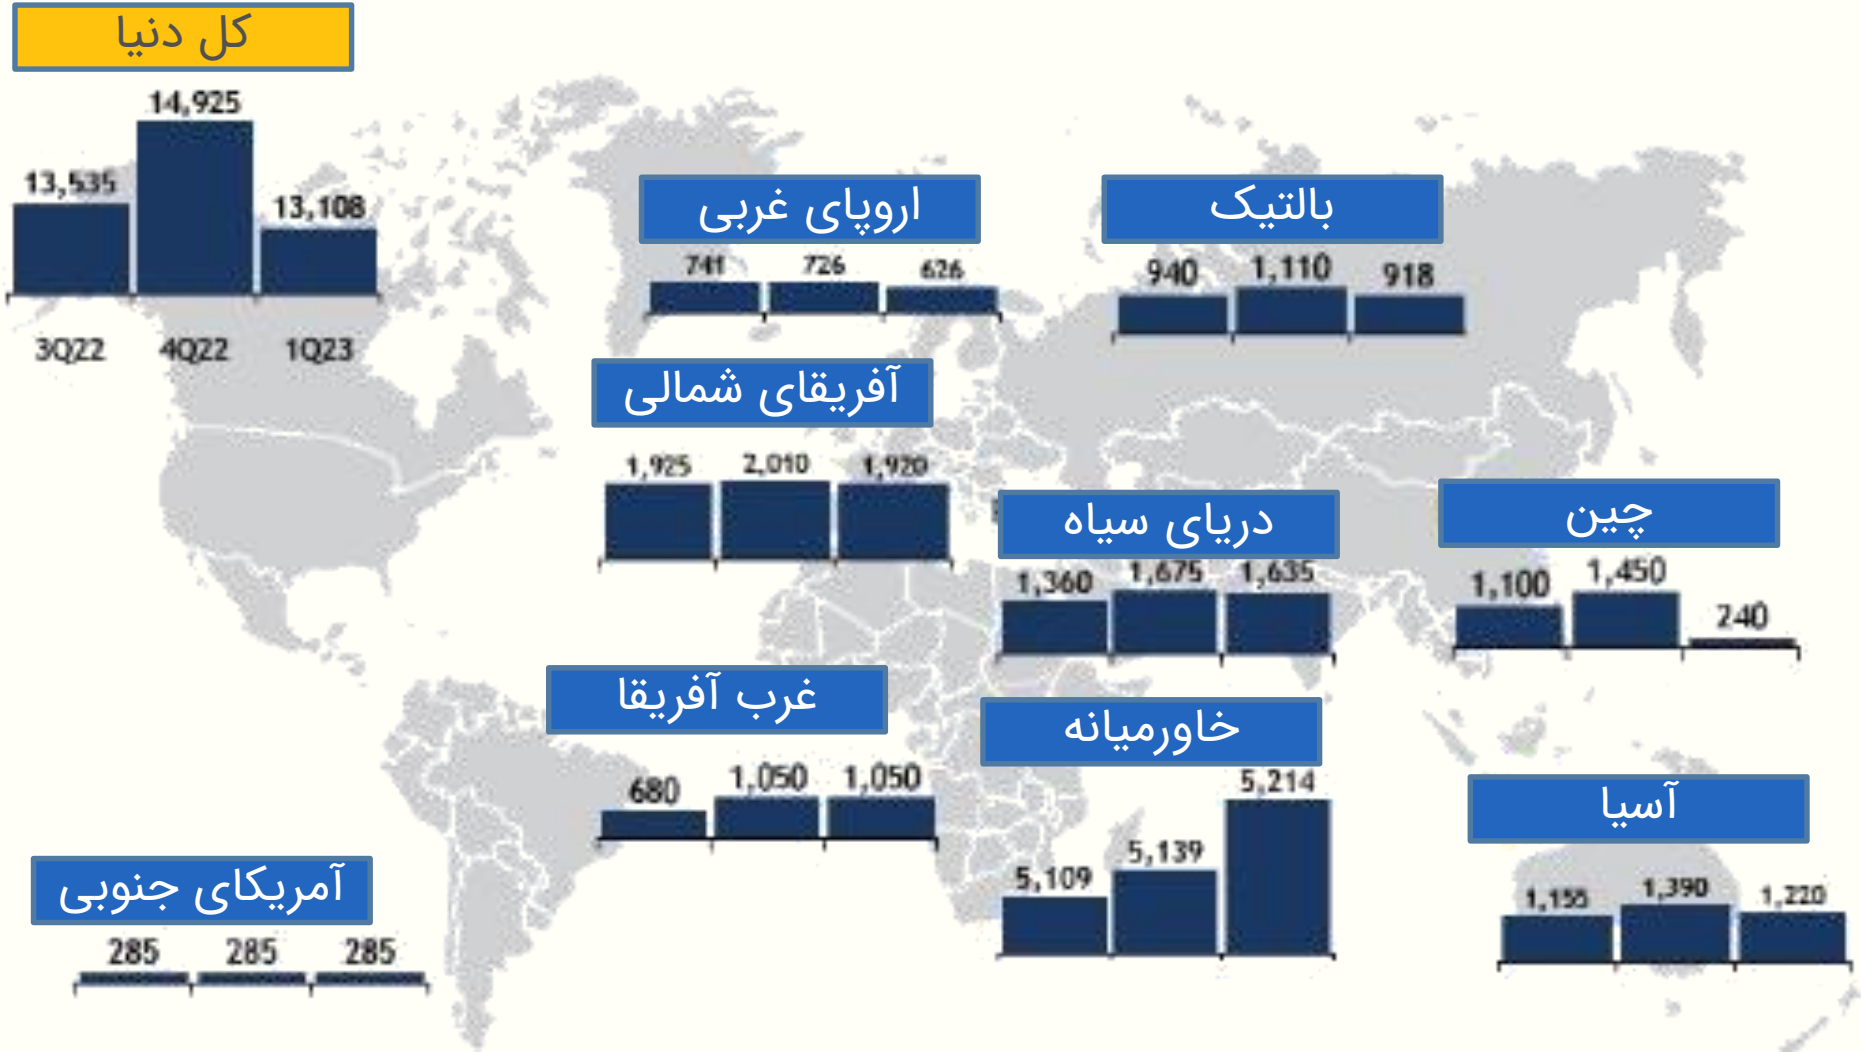 کل دنیا
14,925
13,535
13,108
3Q22 4Q22 1Q23
اروپای غربی
741 726 626
بالتیک
940 1,110 918
آفریقای شمالی
1,925 2,010 1,920
دریای سیاه
1,360 1,675 1,635
چین
1,100 1,450 240
غرب آفریقا
680 1,050 1,050
خاورمیانه
5,109 5,139 5,214
آسیا
1,155 1,390 1,220
آمریکای جنوبی
285 285 285